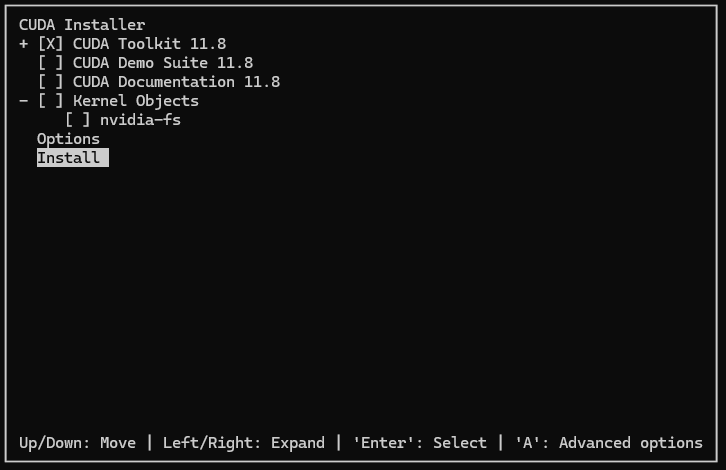 CUDA Installer
+ [X] CUDA Toolkit 11.8
[ ] CUDA Demo Suite 11.8
[ ] CUDA Documentation 11.8
- [ ] Kernel Objects
[ ] nvidia-fs
Options
Install
Up/Down: Move | Left/Right: Expand | 'Enter': Select | 'A': Advanced options